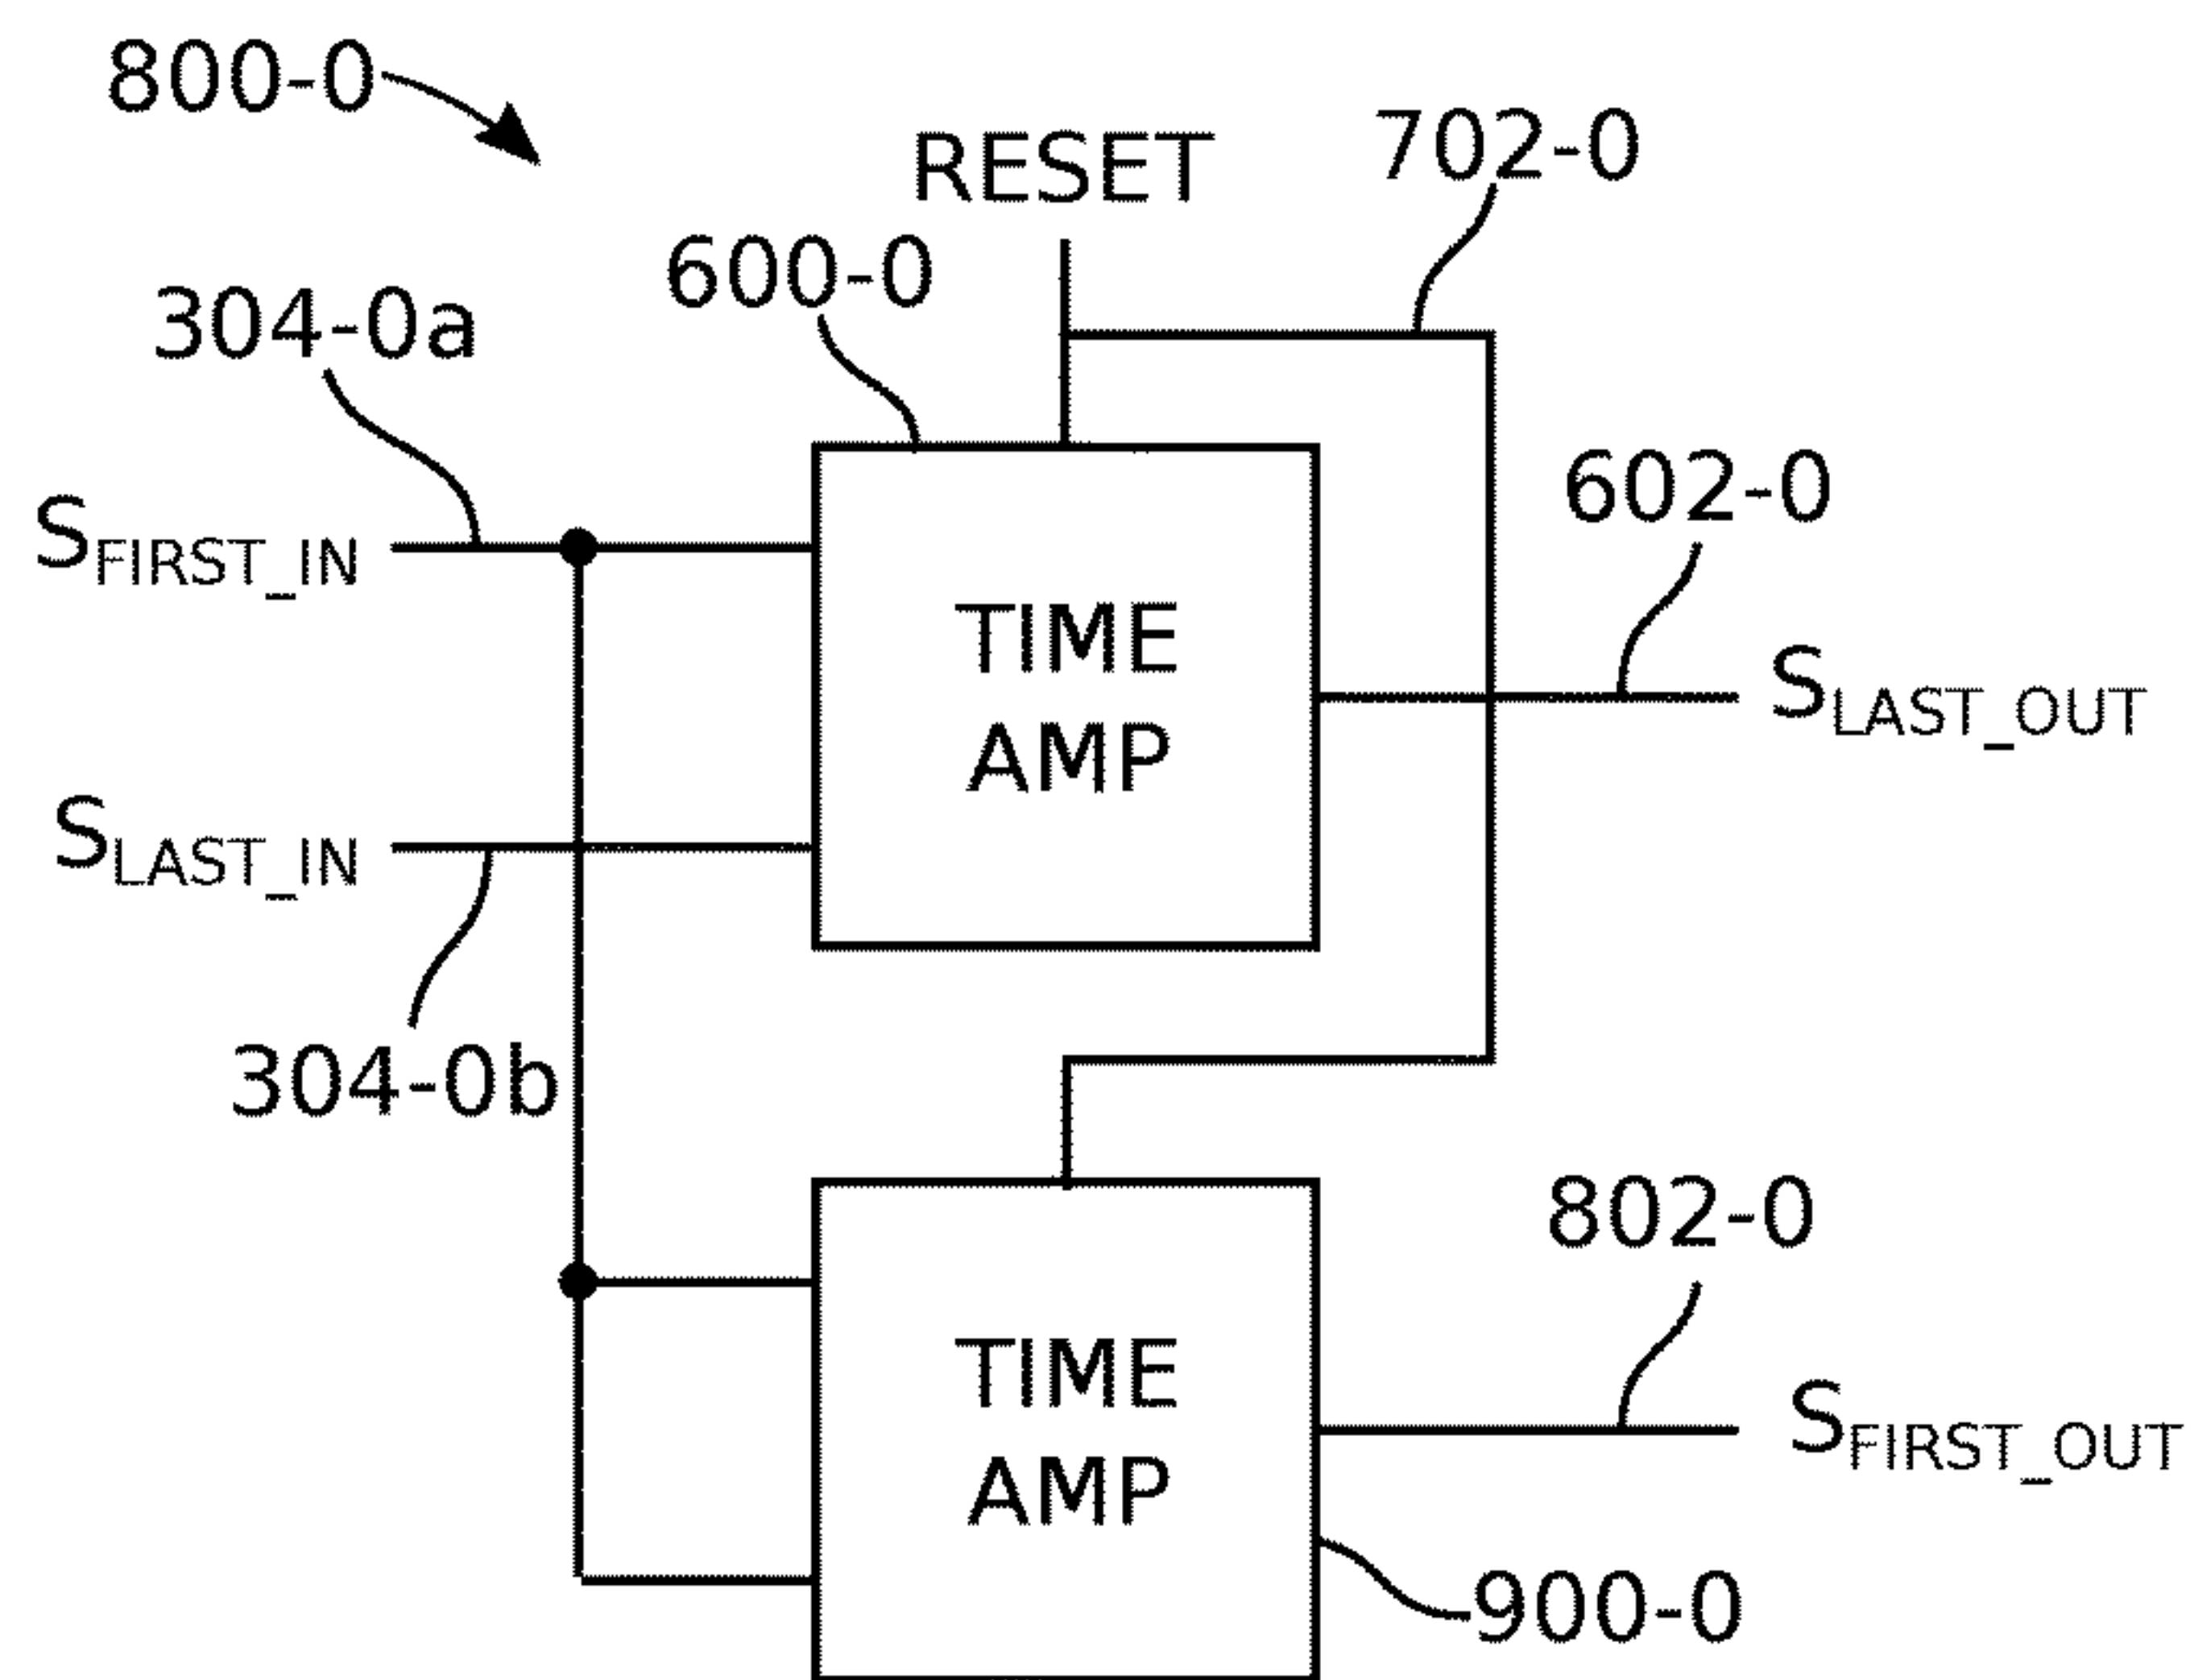 800-0
RESET
702-0
600-0
304-0a
602-0
SFIRST_IN
TIME
AMP
SLAST_OUT
SLAST_IN
304-0b
802-0
TIME
AMP
SFIRST_OUT
900-0